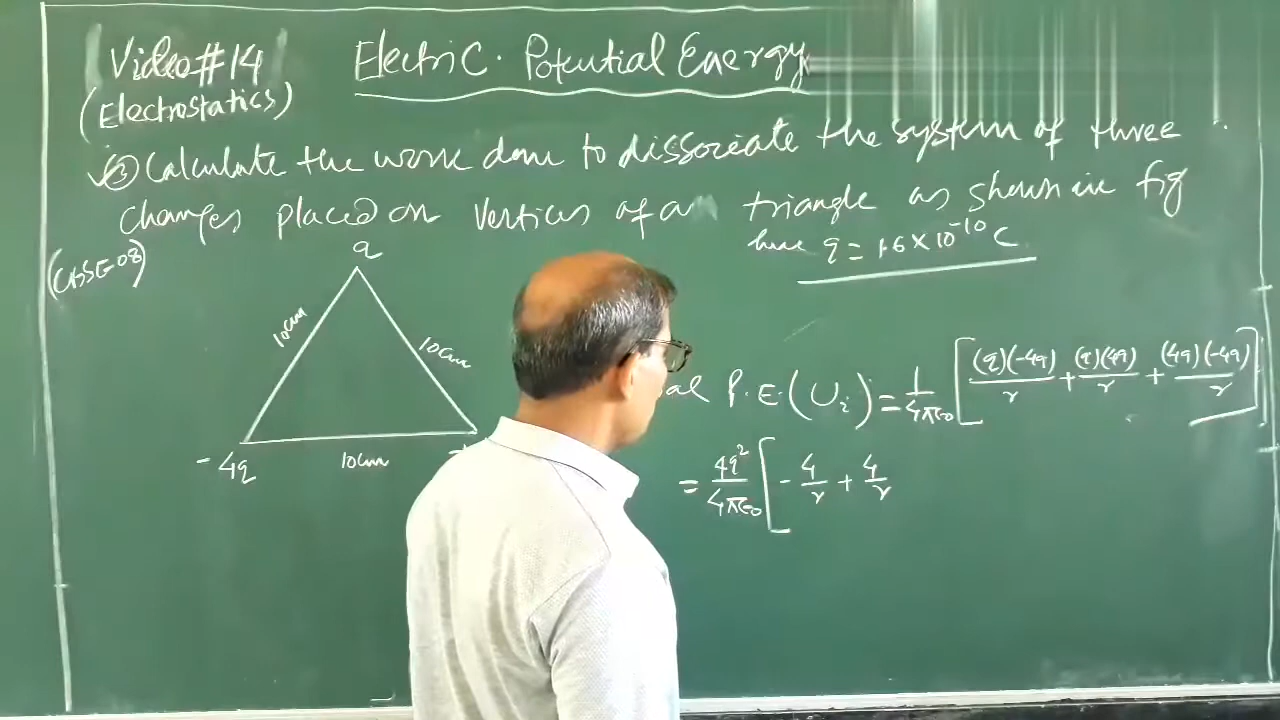 Video#14
Electric. Potential Energy
(Electrostatics)
③ Calculate the work done to dissociate the system of three
charges placed on vertices of a triangle as shown in fig
here q = 1.6×10⁻¹⁰ C
(CBSE-08)
q
10cm
10cm
-4q
10cm
al P.E.(Uᵢ) = 1/4πϵ₀ [(q)(-4q)/r + (q)(4q)/r + (4q)(-4q)/r]
= 4q²/4πϵ₀ [-4/r + 4/r